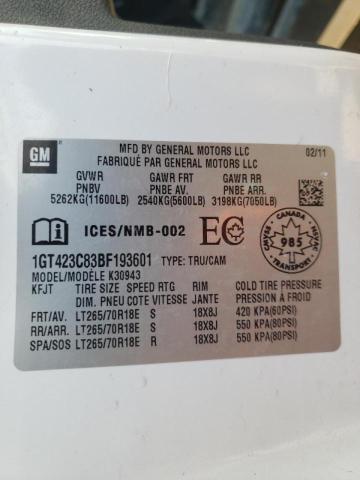 GM
MFD BY GENERAL MOTORS LLC 02/11
FABRIQUÉ PAR GENERAL MOTORS LLC
GVWR GAWR FRT GAWR RR
PNBV PNBE AV. PNBE ARR.
5262KG(11600LB) 2540KG(5600LB) 3198KG(7050LB)
ICES/NMB-002 EC
CANADA
CMVSS 985 NSVAC
TRANSPORT
1GT423C83BF193601 TYPE: TRU/CAM
MODEL/MODÈLE K30943
KFJT TIRE SIZE SPEED RTG RIM COLD TIRE PRESSURE
DIM. PNEU COTE VITESSE JANTE PRESSION A FROID
FRT/AV. LT265/70R18E S 18X8J 420 KPA(60PSI)
RR/ARR. LT265/70R18E S 18X8J 550 KPA(80PSI)
SPA/SOS LT265/70R18E R 18X8J 550 KPA(80PSI)